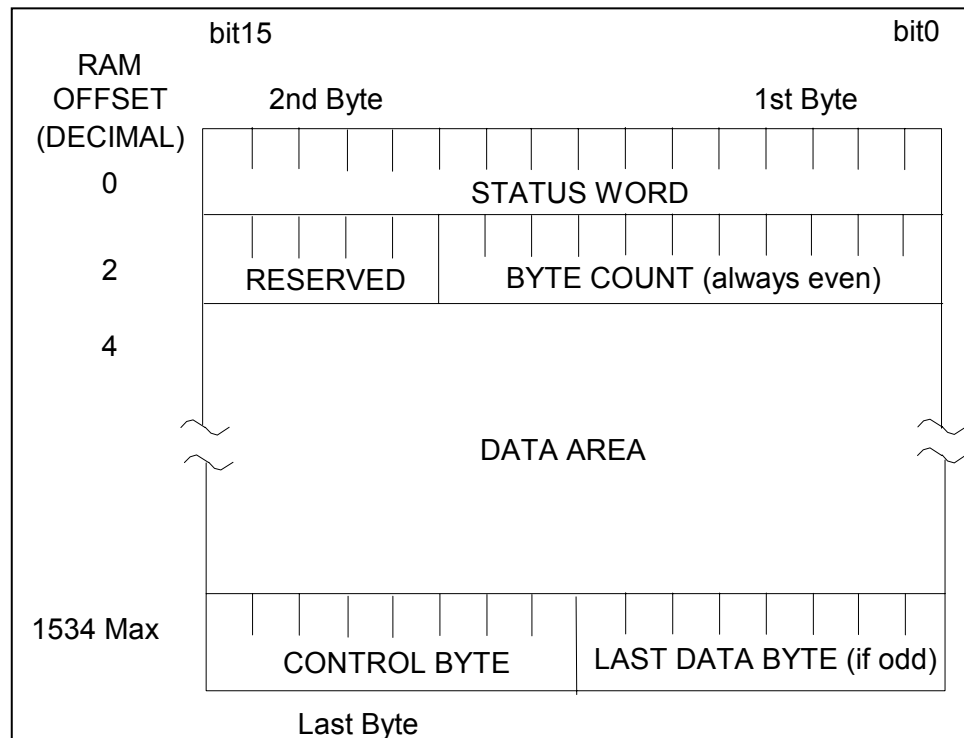 bit15 bit0
RAM
OFFSET
(DECIMAL)
2nd Byte 1st Byte
0 STATUS WORD
2 RESERVED BYTE COUNT (always even)
4
DATA AREA
1534 Max CONTROL BYTE LAST DATA BYTE (if odd)
Last Byte